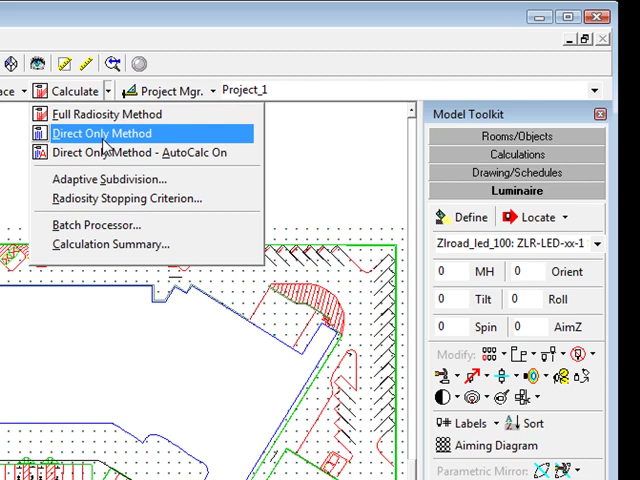 ace Calculate Project Mgr. Project_1
Full Radiosity Method
Direct Only Method
Direct Only Method - AutoCalc On
Adaptive Subdivision...
Radiosity Stopping Criterion...
Batch Processor...
Calculation Summary...
Model Toolkit
Rooms/Objects
Calculations
Drawing/Schedules
Luminaire
Define Locate
ZIroad_led_100: ZLR-LED-xx-1
0 MH 0 Orient
0 Tilt 0 Roll
0 Spin 0 AimZ
Modify:
Labels Sort
Aiming Diagram
Parametric Mirror: